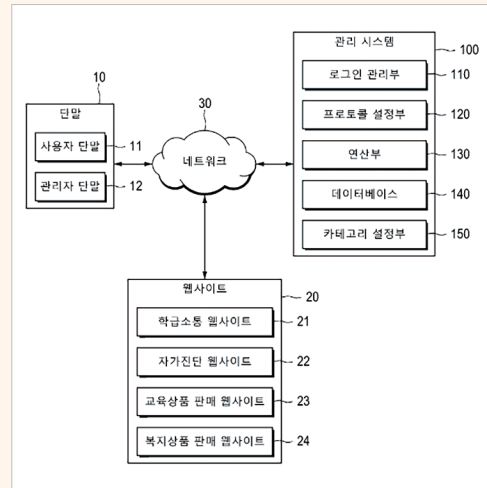 관리 시스템
100
로그인 관리부
110
프로토콜 설정부
120
연산부
130
데이터베이스
140
카테고리 설정부
150
10
단말
사용자 단말
11
관리자 단말
12
30
네트워크
웹사이트
20
학급소통 웹사이트
21
자가진단 웹사이트
22
교육상품 판매 웹사이트
23
복지상품 판매 웹사이트
24